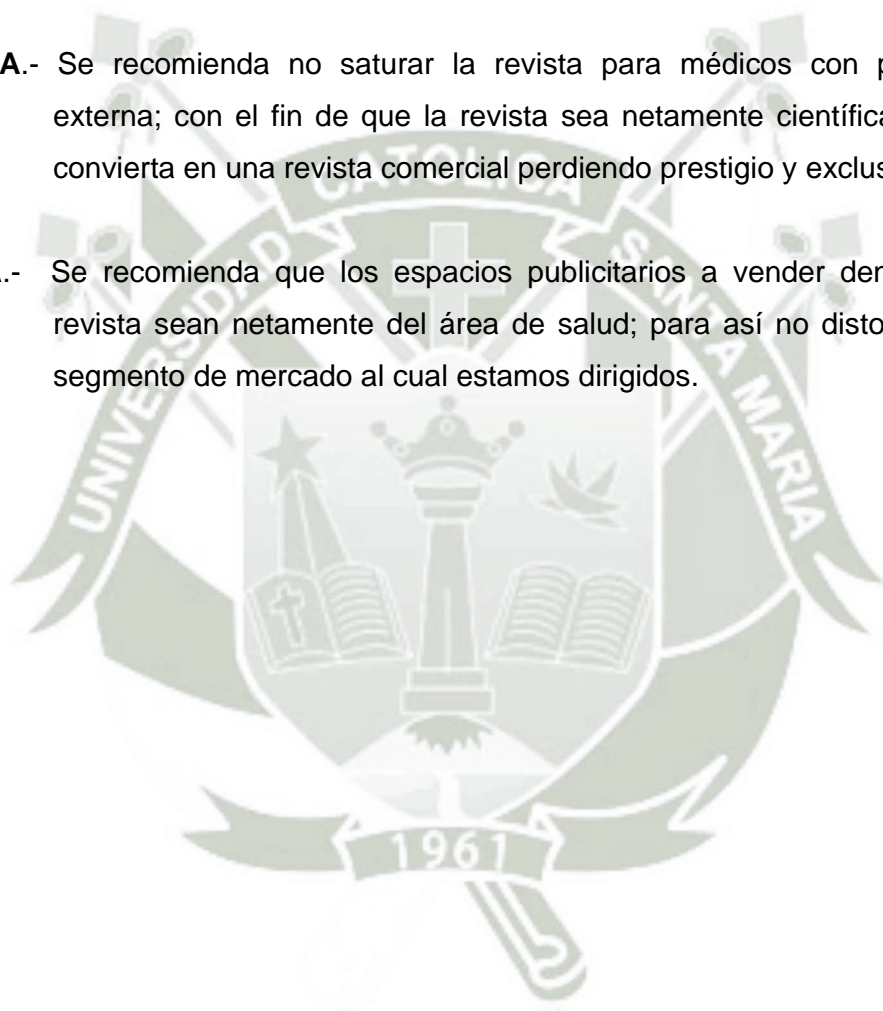 A.- Se recomienda no saturar la revista para médicos con p
externa; con el fin de que la revista sea netamente científica
convierta en una revista comercial perdiendo prestigio y exclus
.- Se recomienda que los espacios publicitarios a vender der
revista sean netamente del área de salud; para así no disto
segmento de mercado al cual estamos dirigidos.
UNIVERSIDAD CATOLICA SANTA MARIA
1961